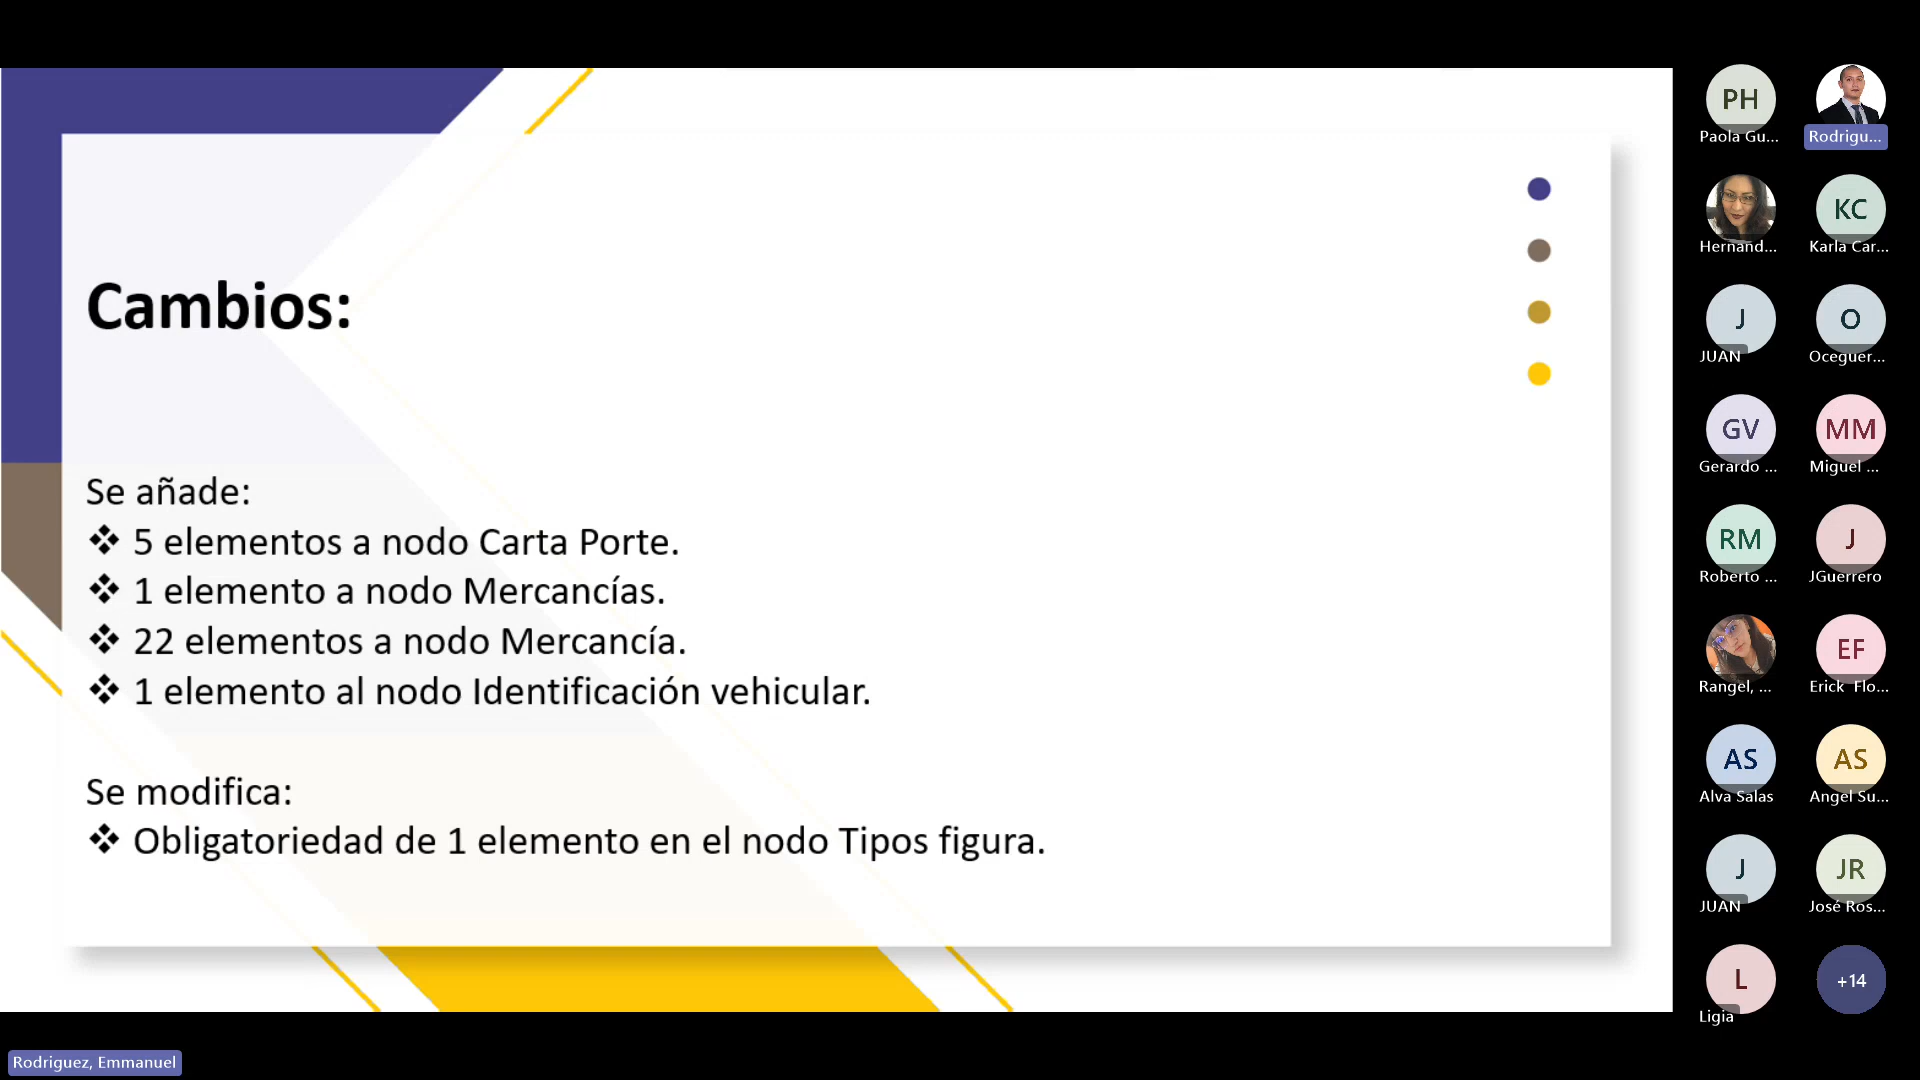 Cambios:
Se añade:
❖ 5 elementos a nodo Carta Porte.
❖ 1 elemento a nodo Mercancías.
❖ 22 elementos a nodo Mercancía.
❖ 1 elemento al nodo Identificación vehicular.
Se modifica:
❖ Obligatoriedad de 1 elemento en el nodo Tipos figura.
PH
Paola Gu...
Rodrigu...
Hernand...
KC
Karla Car...
J
JUAN
O
Oceguer...
GV
Gerardo ...
MM
Miguel ...
RM
Roberto ...
J
JGuerrero
Rangel, ...
EF
Erick Flo...
AS
Alva Salas
AS
Angel Su...
J
JUAN
JR
José Ros...
L
Ligia
+14
Rodriguez, Emmanuel